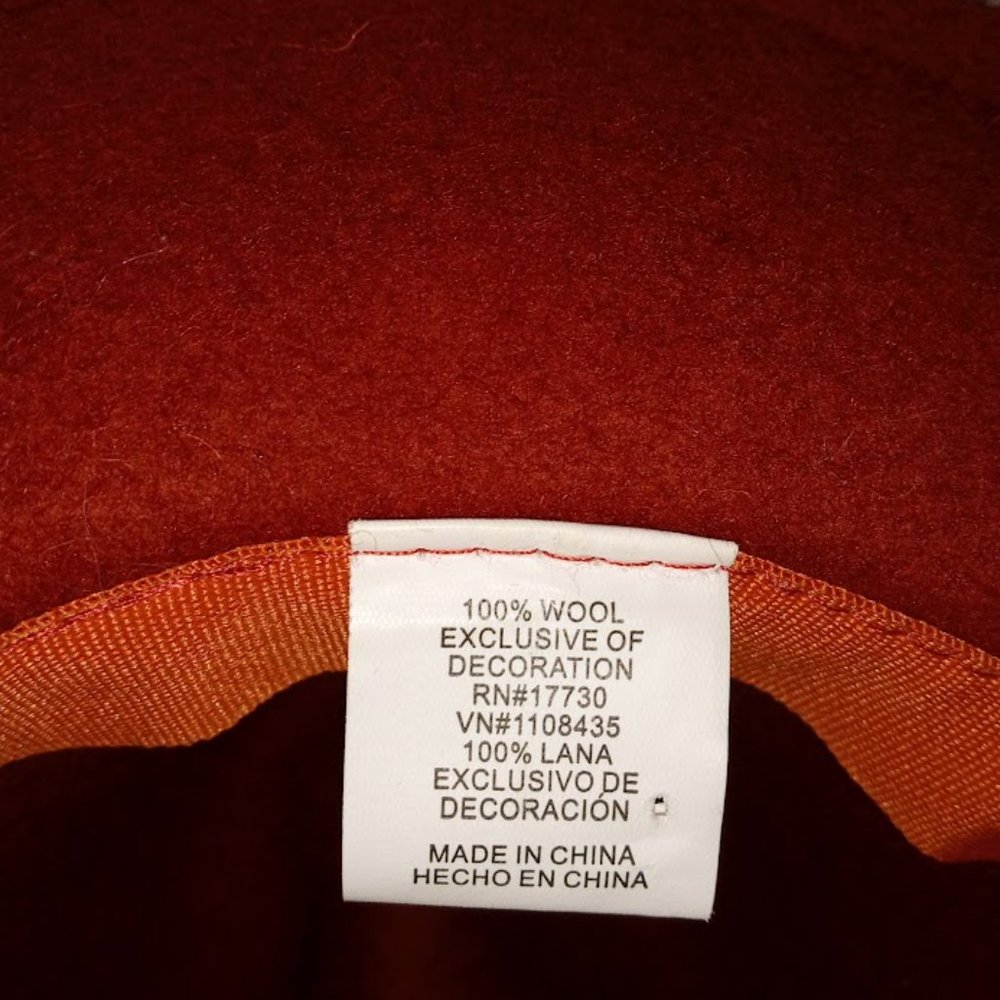 100% WOOL
EXCLUSIVE OF
DECORATION
RN#17730
VN#1108435
100% LANA
EXCLUSIVO DE
DECORACIÓN
MADE IN CHINA
HECHO EN CHINA